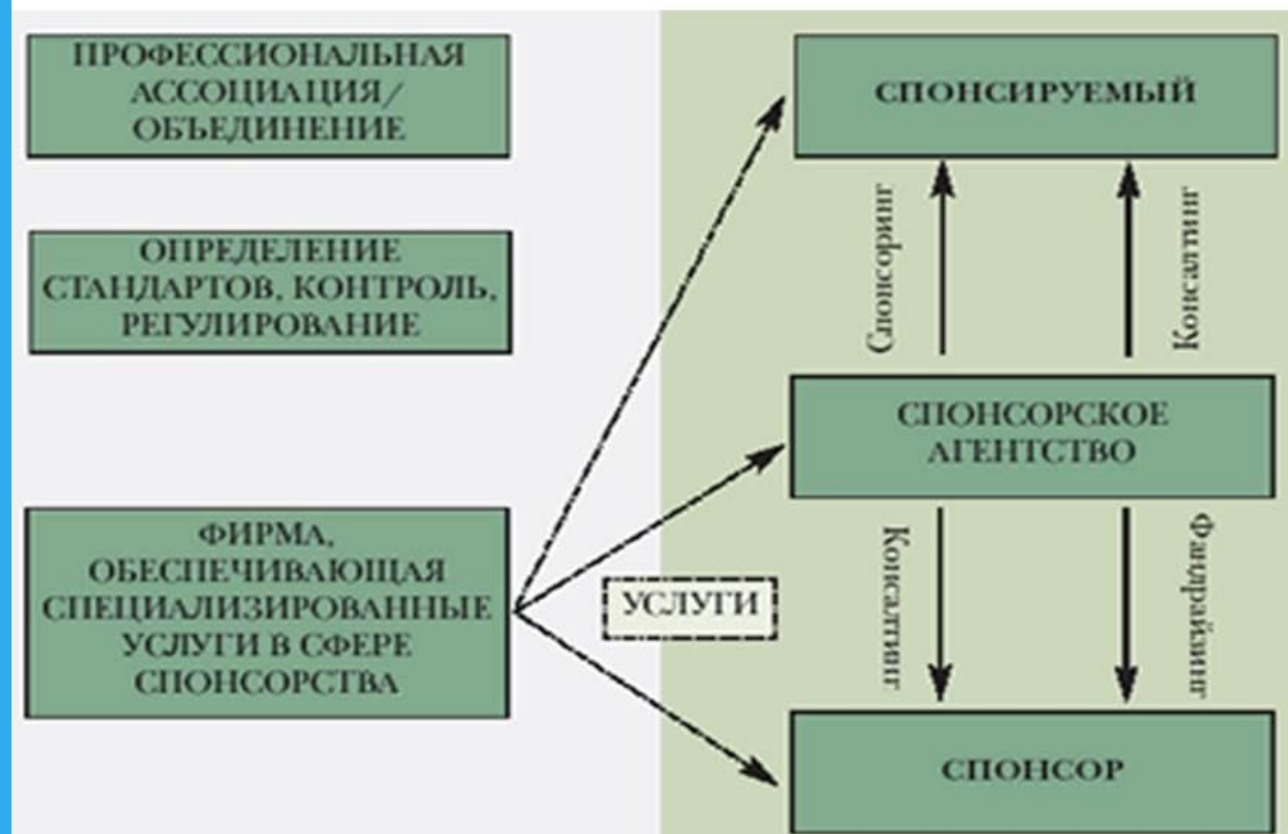 ПРОФЕССИОНАЛЬНАЯ
АССОЦИАЦИЯ/
ОБЪЕДИНЕНИЕ
ОПРЕДЕЛЕНИЕ
СТАНДАРТОВ, КОНТРОЛЬ,
РЕГУЛИРОВАНИЕ
ФИРМА,
ОБЕСПЕЧИВАЮЩАЯ
СПЕЦИАЛИЗИРОВАННЫЕ
УСЛУГИ В СФЕРЕ
СПОНСОРСТВА
УСЛУГИ
СПОНСИРУЕМЫЙ
Спонсоринг
Консалтинг
СПОНСОРСКОЕ
АГЕНТСТВО
Консалтинг
Фандрайзинг
СПОНСОР